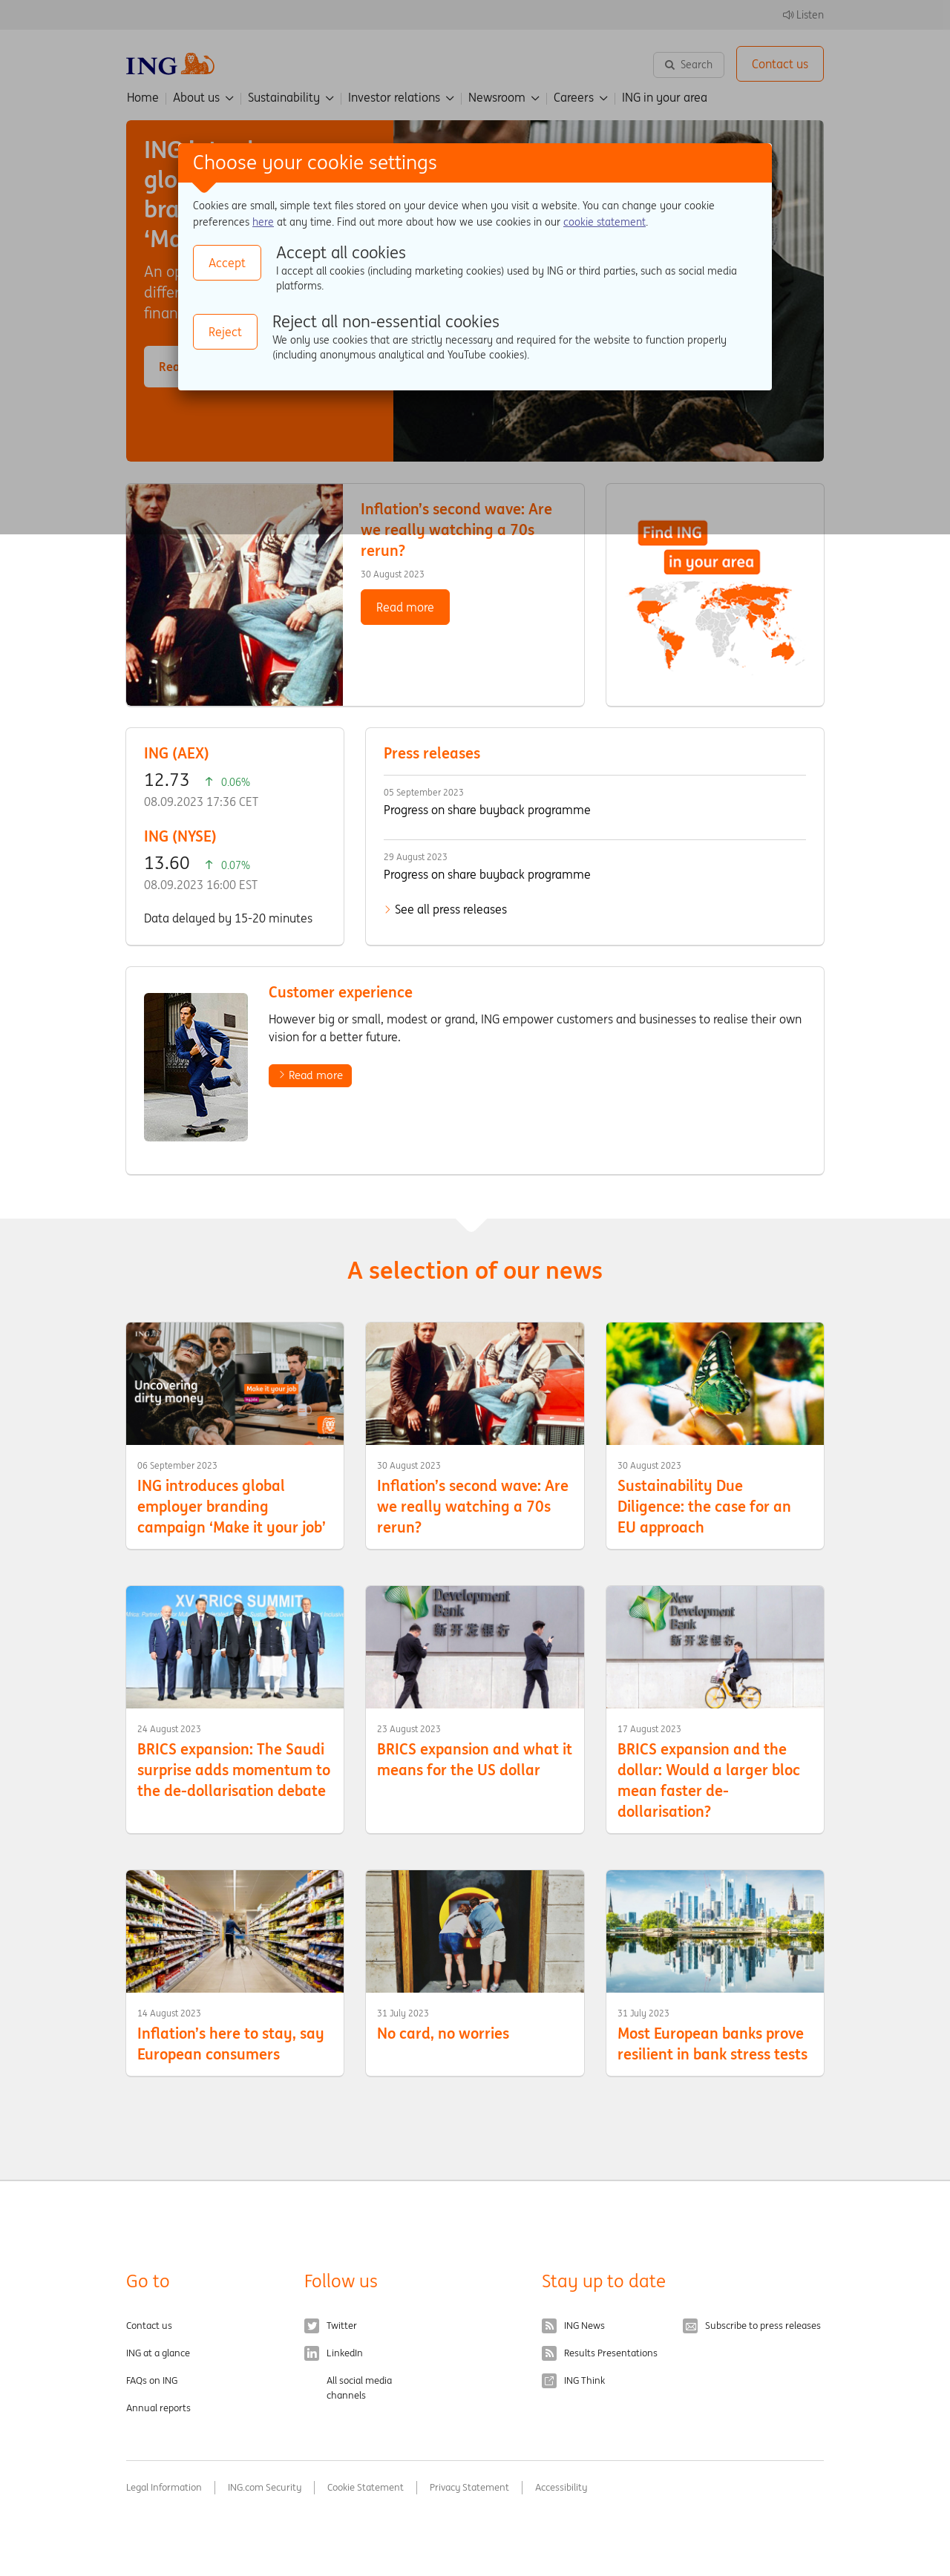 Listen
ING
Search
Contact us
Home
About us
Sustainability
Investor relations
Newsroom
Careers
ING in your area
ING
Choose your cookie settings
Cookies are small, simple text files stored on your device when you visit a website. You can change your cookie
preferences here at any time. Find out more about how we use cookies in our cookie statement.
Accept
Accept all cookies
I accept all cookies (including marketing cookies) used by ING or third parties, such as social media
platforms.
Reject
Reject all non-essential cookies
We only use cookies that are strictly necessary and required for the website to function properly
(including anonymous analytical and YouTube cookies).
An
Inflation's second wave: Are
we really watching a 70s
rerun?
30 August 2023
Read more
Find ING
in your area
ING (AEX)
12.73 0.06%
08.09.2023 17:36 CET
ING (NYSE)
13.60 0.07%
08.09.2023 16:00 EST
Data delayed by 15-20 minutes
Press releases
05 September 2023
Progress on share buyback programme
29 August 2023
Progress on share buyback programme
See all press releases
Customer experience
However big or small, modest or grand, ING empower customers and businesses to realise their own
vision for a better future.
Read more
A selection of our news
ING
Uncovering
dirty money
Make it your job
06 September 2023
ING introduces global
employer branding
campaign ‘Make it your job’
30 August 2023
Inflation’s second wave: Are
we really watching a 70s
rerun?
30 August 2023
Sustainability Due
Diligence: the case for an
EU approach
XV BRICS SUMMIT
24 August 2023
BRICS expansion: The Saudi
surprise adds momentum to
the de-dollarisation debate
Development
Bank
新开发银行
23 August 2023
BRICS expansion and what it
means for the US dollar
New
Development
Bank
新开发银行
17 August 2023
BRICS expansion and the
dollar: Would a larger bloc
mean faster de-
dollarisation?
14 August 2023
Inflation’s here to stay, say
European consumers
31 July 2023
No card, no worries
31 July 2023
Most European banks prove
resilient in bank stress tests
Go to
Contact us
ING at a glance
FAQs on ING
Annual reports
Follow us
Twitter
LinkedIn
All social media
channels
Stay up to date
ING News
Results Presentations
ING Think
Subscribe to press releases
Legal Information
ING.com Security
Cookie Statement
Privacy Statement
Accessibility